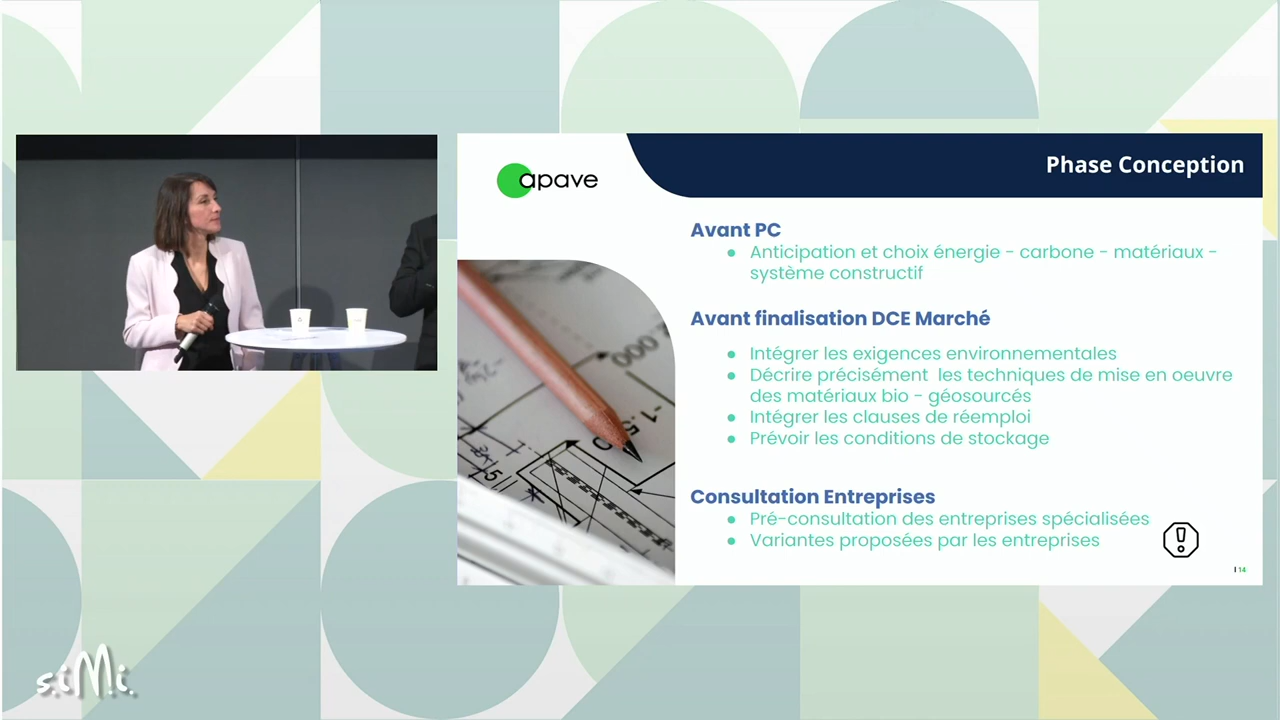 apave
Phase Conception
Avant PC
Anticipation et choix énergie - carbone - matériaux -
système constructif
Avant finalisation DCE Marché
Intégrer les exigences environnementales
Décrire précisément les techniques de mise en oeuvre
des matériaux bio - géosourcés
Intégrer les clauses de réemploi
Prévoir les conditions de stockage
Consultation Entreprises
Pré-consultation des entreprises spécialisées
Variantes proposées par les entreprises
14
s.iMi.